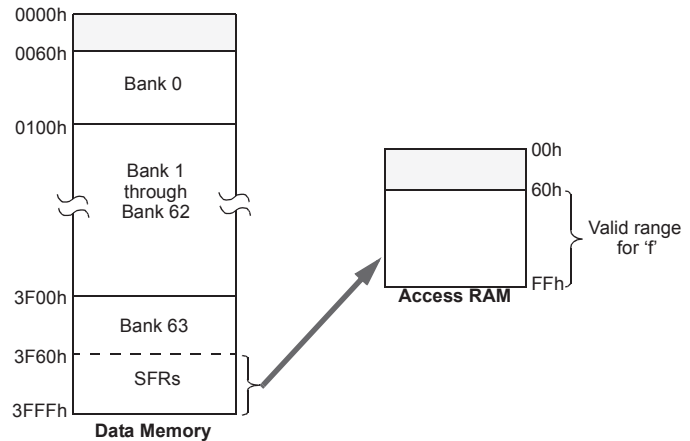 0000h
0060h
Bank 0
0100h
Bank 1
through
Bank 62
3F00h
Bank 63
3F60h
SFRs
3FFFh
Data Memory
00h
60h
Valid range
for ‘f’
FFh
Access RAM